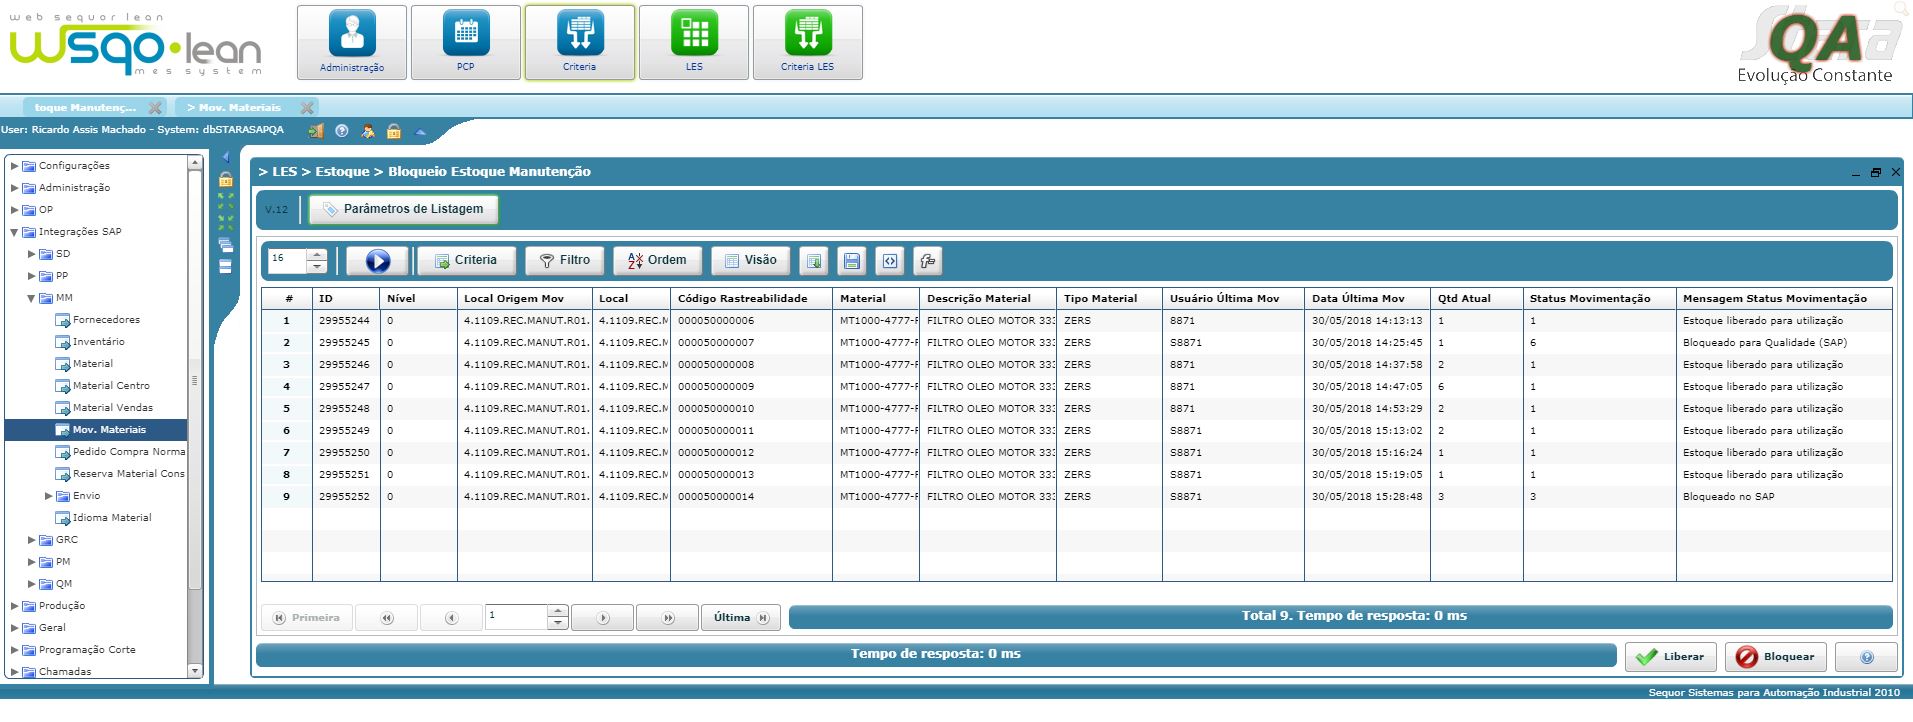 web sequor lean
wsqo•lean
mes system
Administração
PCP
Criteria
LES
Criteria LES
QA
Evolução Constante
toque Manutenç...
> Mov. Materiais
User: Ricardo Assis Machado - System: dbSTARASAPQA
Configurações
Administração
OP
Integrações SAP
SD
PP
MM
Fornecedores
Inventário
Material
Material Centro
Material Vendas
Mov. Materiais
Pedido Compra Norma
Reserva Material Cons
Envio
Idioma Material
GRC
PM
QM
Produção
Geral
Programação Corte
Chamadas
> LES > Estoque > Bloqueio Estoque Manutenção
V.12 Parâmetros de Listagem
16 Criteria Filtro Ordem Visão
# ID Nível Local Origem Mov Local Código Rastreabilidade Material Descrição Material Tipo Material Usuário Última Mov Data Última Mov Qtd Atual Status Movimentação Mensagem Status Movimentação
1 29955244 0 4.1109.REC.MANUT.R01. 4.1109.REC.M 000050000006 MT1000-4777-F FILTRO OLEO MOTOR 333 ZERS 8871 30/05/2018 14:13:13 1 1 Estoque liberado para utilização
2 29955245 0 4.1109.REC.MANUT.R01. 4.1109.REC.M 000050000007 MT1000-4777-F FILTRO OLEO MOTOR 333 ZERS S8871 30/05/2018 14:25:45 1 6 Bloqueado para Qualidade (SAP)
3 29955246 0 4.1109.REC.MANUT.R01. 4.1109.REC.M 000050000008 MT1000-4777-F FILTRO OLEO MOTOR 333 ZERS 8871 30/05/2018 14:37:58 2 1 Estoque liberado para utilização
4 29955247 0 4.1109.REC.MANUT.R01. 4.1109.REC.M 000050000009 MT1000-4777-F FILTRO OLEO MOTOR 333 ZERS 8871 30/05/2018 14:47:05 6 1 Estoque liberado para utilização
5 29955248 0 4.1109.REC.MANUT.R01. 4.1109.REC.M 000050000010 MT1000-4777-F FILTRO OLEO MOTOR 333 ZERS 8871 30/05/2018 14:53:29 2 1 Estoque liberado para utilização
6 29955249 0 4.1109.REC.MANUT.R01. 4.1109.REC.M 000050000011 MT1000-4777-F FILTRO OLEO MOTOR 333 ZERS S8871 30/05/2018 15:13:02 2 1 Estoque liberado para utilização
7 29955250 0 4.1109.REC.MANUT.R01. 4.1109.REC.M 000050000012 MT1000-4777-F FILTRO OLEO MOTOR 333 ZERS S8871 30/05/2018 15:16:24 1 1 Estoque liberado para utilização
8 29955251 0 4.1109.REC.MANUT.R01. 4.1109.REC.M 000050000013 MT1000-4777-F FILTRO OLEO MOTOR 333 ZERS S8871 30/05/2018 15:19:05 1 1 Estoque liberado para utilização
9 29955252 0 4.1109.REC.MANUT.R01. 4.1109.REC.M 000050000014 MT1000-4777-F FILTRO OLEO MOTOR 333 ZERS S8871 30/05/2018 15:28:48 3 3 Bloqueado no SAP
Primeira 1 Última Total 9. Tempo de resposta: 0 ms
Tempo de resposta: 0 ms Liberar Bloquear
Sequor Sistemas para Automação Industrial 2010